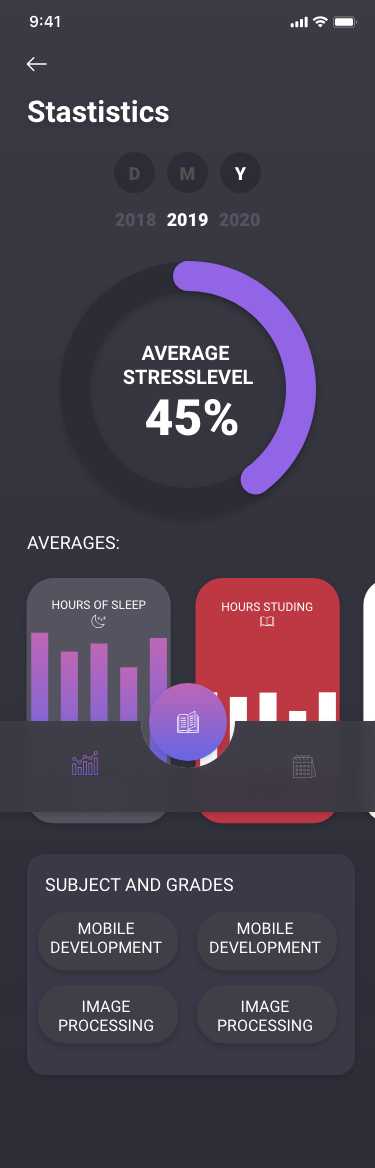 9:41
Stastistics
D M Y
2018 2019 2020
AVERAGE
STRESSLEVEL
45%
AVERAGES:
HOURS OF SLEEP
HOURS STUDING
SUBJECT AND GRADES
MOBILE
DEVELOPMENT
MOBILE
DEVELOPMENT
IMAGE
PROCESSING
IMAGE
PROCESSING